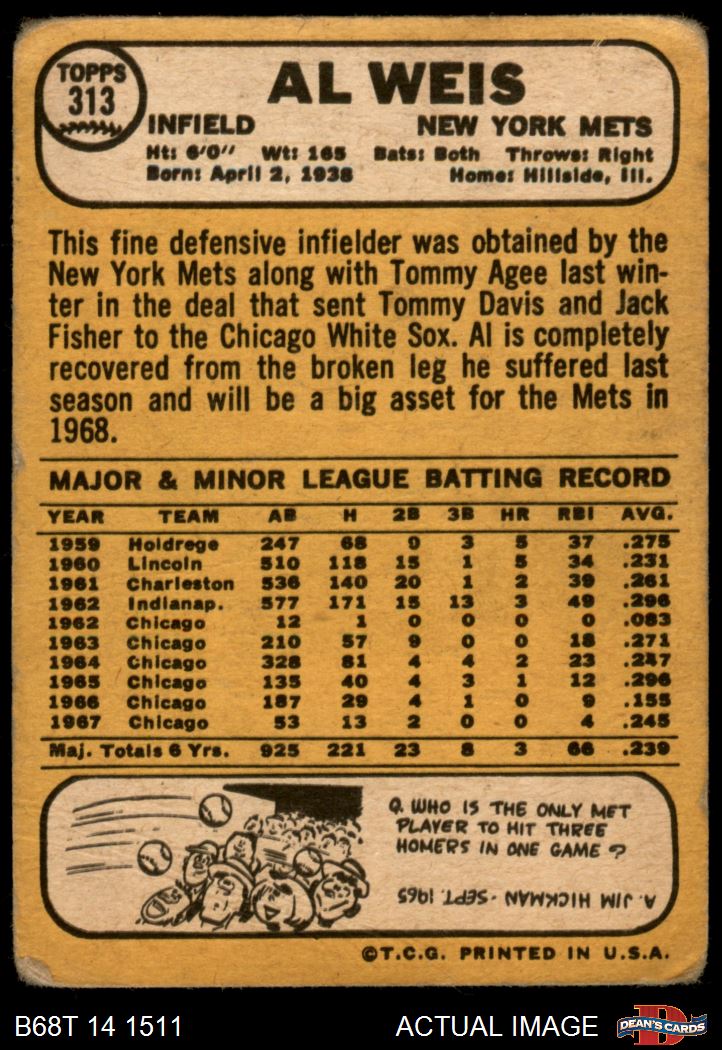 TOPPS
313
AL WEIS
INFIELD NEW YORK METS
Ht: 6'0" Wt: 165 Bats: Both Throws: Right
Born: April 2, 1938 Home: Hillside, Ill.
This fine defensive infielder was obtained by the
New York Mets along with Tommy Agee last win-
ter in the deal that sent Tommy Davis and Jack
Fisher to the Chicago White Sox. Al is completely
recovered from the broken leg he suffered last
season and will be a big asset for the Mets in
1968.
MAJOR & MINOR LEAGUE BATTING RECORD
YEAR TEAM AB H 2B 3B HR RBI AVG.
1959 Holdrege 247 68 9 3 5 37 .275
1960 Lincoln 510 118 15 1 5 34 .231
1961 Charleston 536 140 20 1 2 39 .261
1962 Indianap. 577 171 15 13 3 49 .296
1962 Chicago 12 1 0 0 0 0 .083
1963 Chicago 210 57 9 0 0 18 .271
1964 Chicago 328 81 4 4 2 23 .247
1965 Chicago 135 40 4 3 1 12 .296
1966 Chicago 187 29 4 1 0 9 .155
1967 Chicago 53 13 2 0 0 4 .245
Maj. Totals 6 Yrs. 925 221 23 8 3 66 .239
Q. WHO IS THE ONLY MET
PLAYER TO HIT THREE
HOMERS IN ONE GAME?
A. JIM HICKMAN - SEPT. 1965
©T.C.G. PRINTED IN U.S.A.
B68T 14 1511 ACTUAL IMAGE DEAN'S CARDS